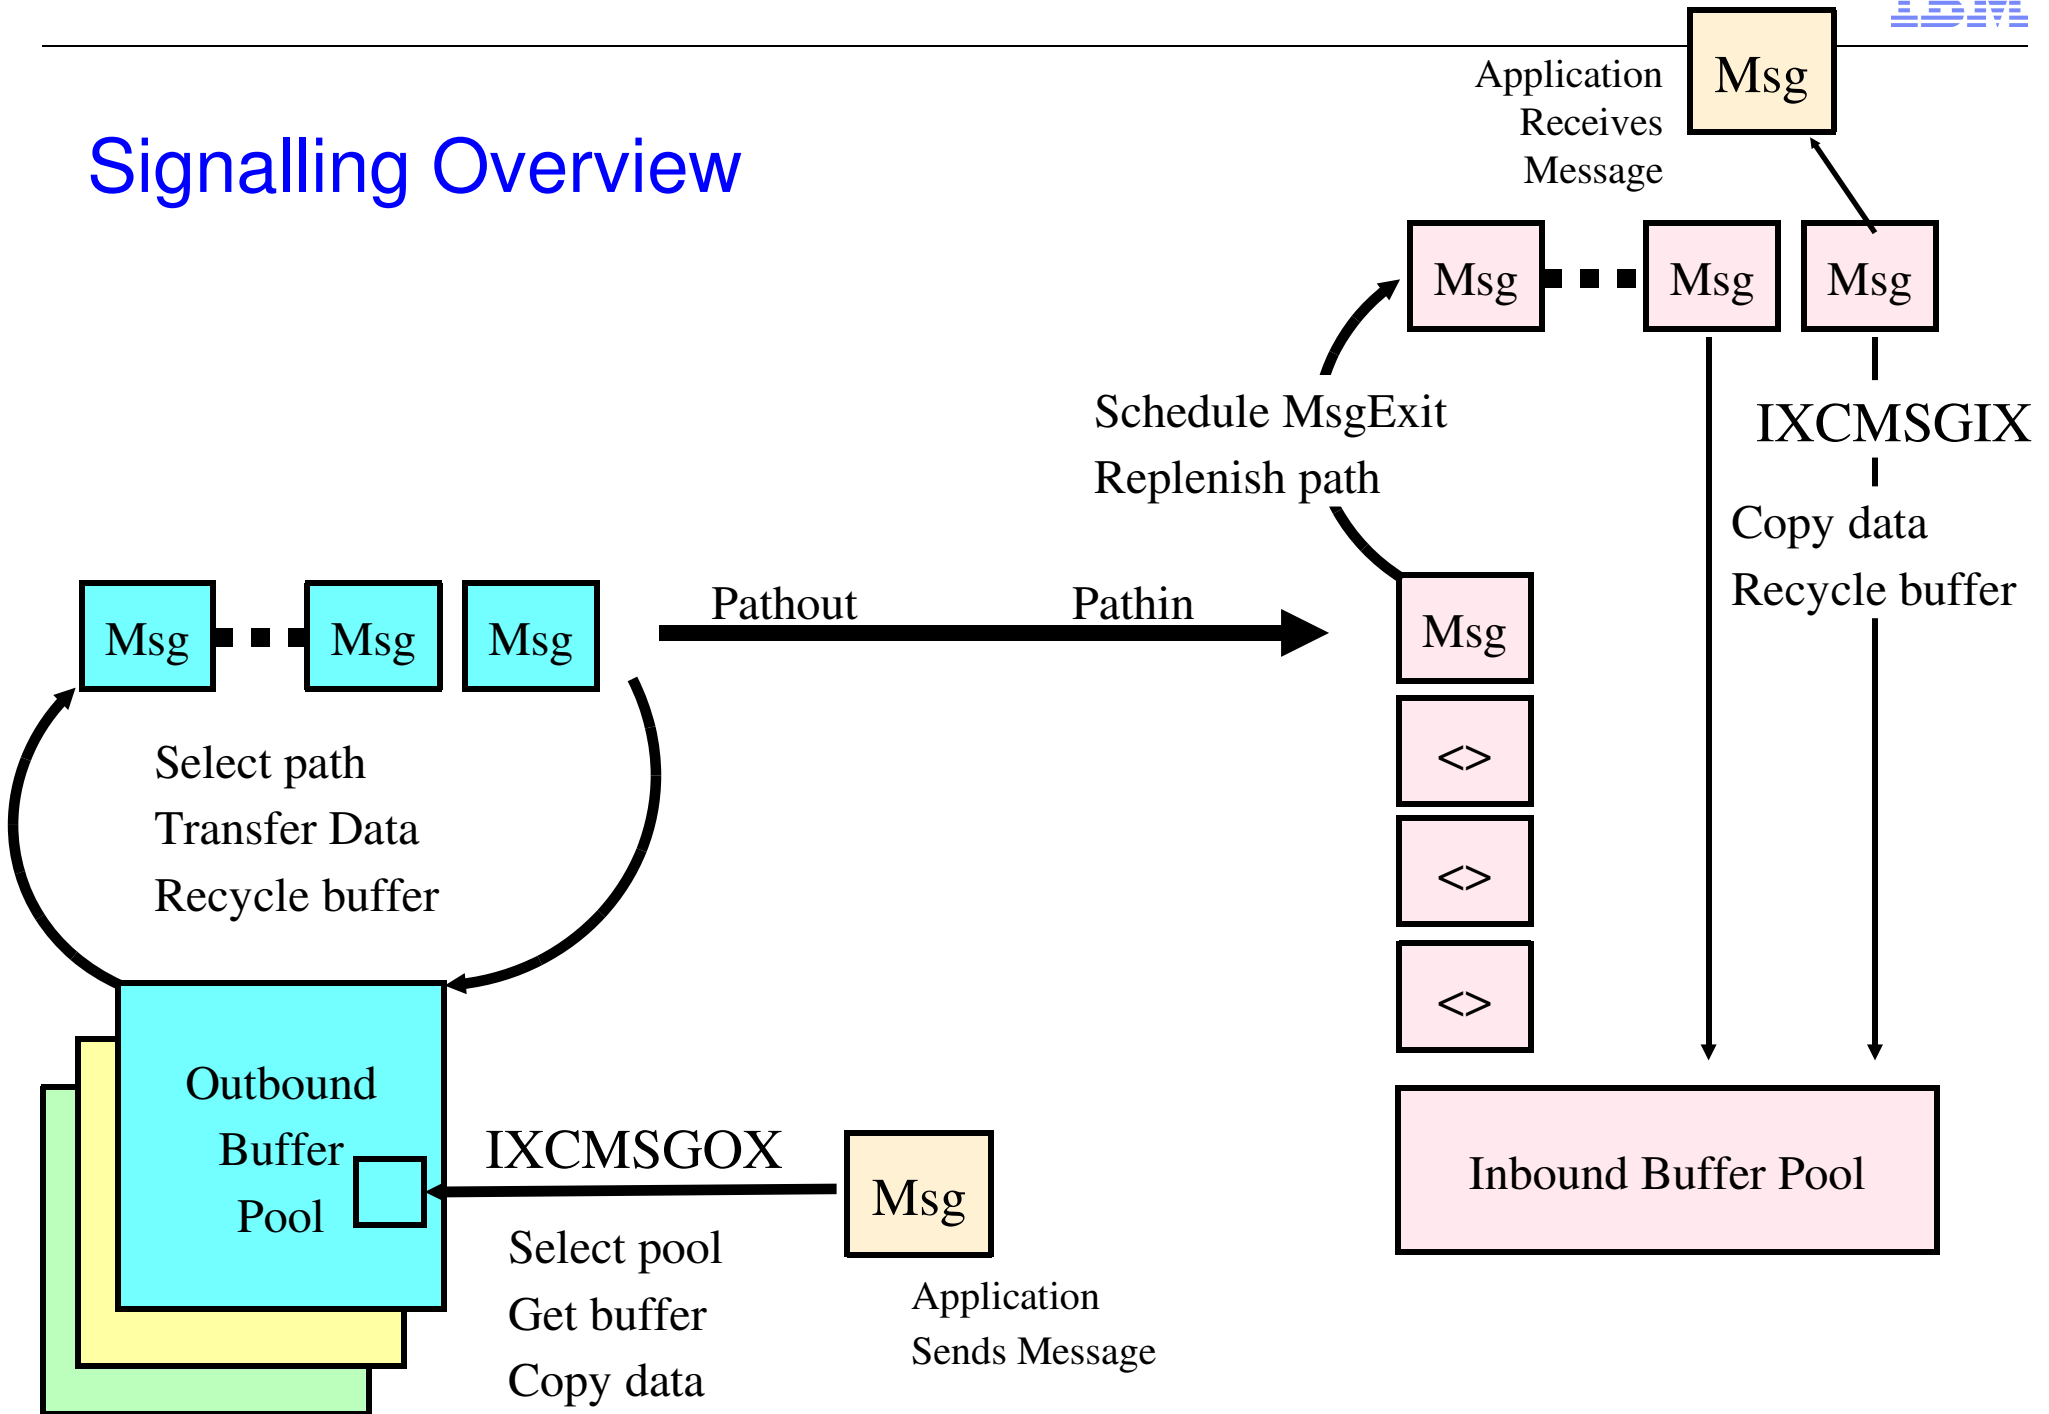 IBM
Signalling Overview
Application
Receives
Message
Msg
Msg
Msg
Msg
Schedule MsgExit
Replenish path
IXCMSGIX
Copy data
Recycle buffer
Msg
Msg
Msg
Pathout
Pathin
Msg
<>
<>
<>
Select path
Transfer Data
Recycle buffer
Outbound
Buffer
Pool
IXCMSGOX
Msg
Select pool
Get buffer
Copy data
Application
Sends Message
Inbound Buffer Pool